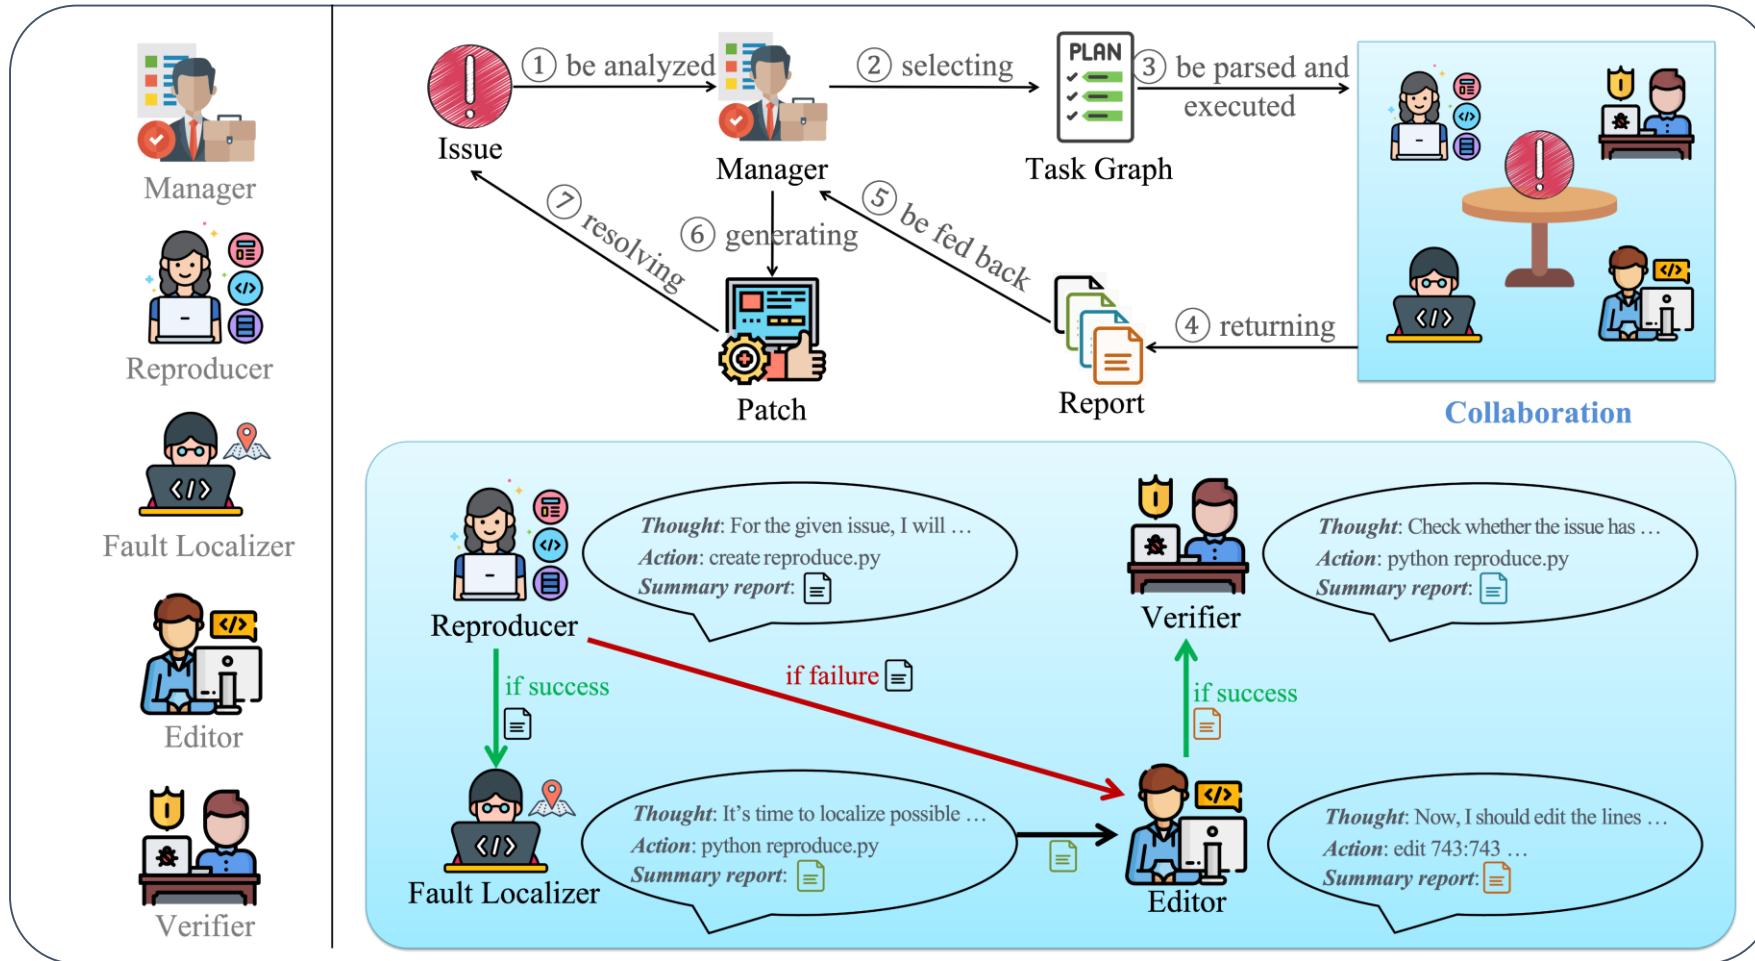 Manager
Reproducer
Fault Localizer
Editor
Verifier
① be analyzed
② selecting
PLAN
③ be parsed and
executed
Issue
Manager
Task Graph
⑦ resolving
⑥ generating
⑤ be fed back
④ returning
Patch
Report
Collaboration
Thought: For the given issue, I will …
Action: create reproduce.py
Summary report:
Reproducer
Thought: Check whether the issue has …
Action: python reproduce.py
Summary report:
Verifier
if success
if failure
if success
Thought: It's time to localize possible …
Action: python reproduce.py
Summary report:
Fault Localizer
Thought: Now, I should edit the lines …
Action: edit 743:743 …
Summary report:
Editor